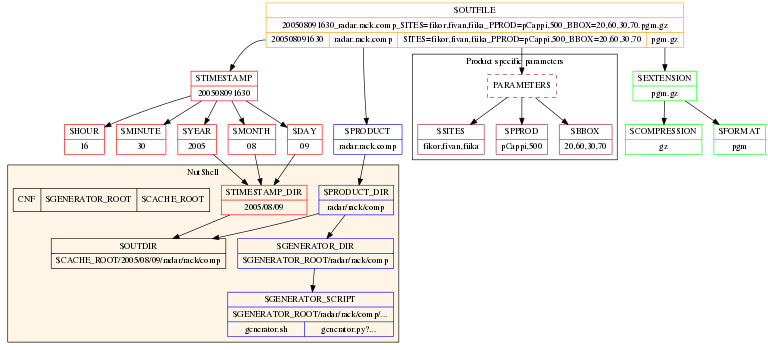 $OUTFILE
200508091630_radar.rack.comp_SITES=fikor,fivan,fiika_PPROD=pCappi,500_BBOX=20,60,30,70.pgm.gz
200508091630 radar.rack.comp SITES=fikor,fivan,fiika_PPROD=pCappi,500_BBOX=20,60,30,70 pgm.gz
Product specific parameters
$TIMESTAMP
200508091630
PARAMETERS
$EXTENSION
pgm.gz
$HOUR $MINUTE $YEAR $MONTH $DAY $PRODUCT $SITES $PPROD $BBOX $COMPRESSION $FORMAT
16 30 2005 08 09 radar.rack.comp fikor,fivan,fiika pCappi,500 20,60,30,70 gz pgm
NutShell
CNF $GENERATOR_ROOT $CACHE_ROOT
$TIMESTAMP_DIR $PRODUCT_DIR
2005/08/09 radar/rack/comp
$OUTDIR $GENERATOR_DIR
$CACHE_ROOT/2005/08/09/radar/rack/comp $GENERATOR_ROOT/radar/rack/comp
$GENERATOR_SCRIPT
$GENERATOR_ROOT/radar/rack/comp/...
generator.sh generator.py?...